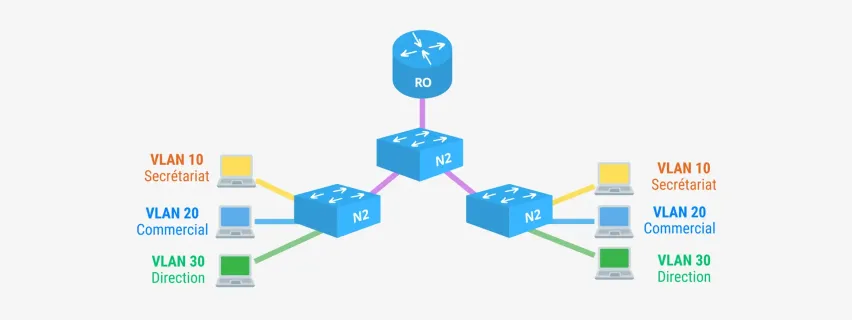 RO
N2
VLAN 10
Secrétariat
VLAN 20
Commercial
VLAN 30
Direction
N2
N2
VLAN 10
Secrétariat
VLAN 20
Commercial
VLAN 30
Direction